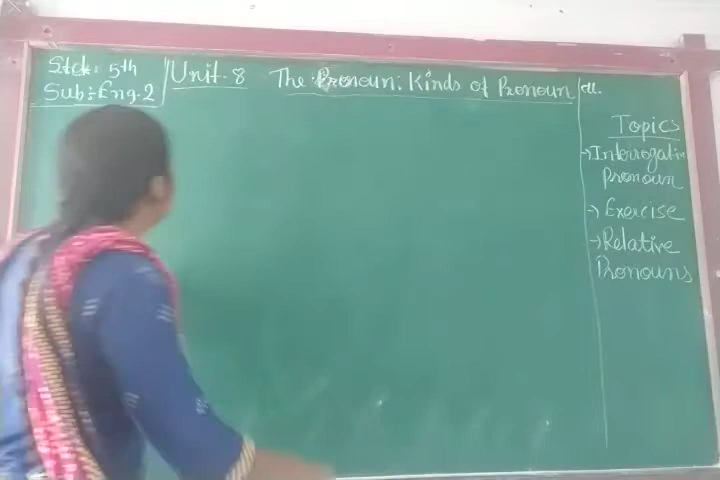 Std: 5th
Sub:- Eng. 2
Unit-8 The Pronoun: Kinds of Pronoun
Topics
→ Interrogative
Pronoun
→ Exercise
→ Relative
Pronouns